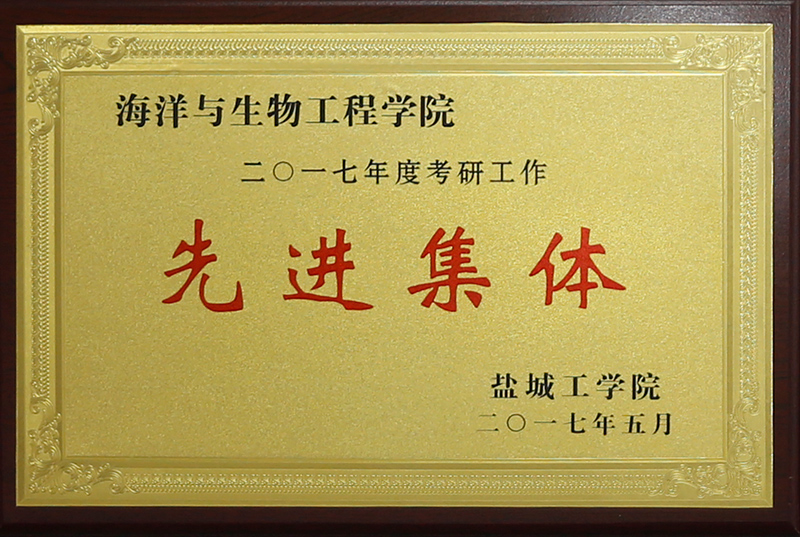 海洋与生物工程学院
二〇一七年度考研工作
先进集体
盐城工学院
二〇一七年五月